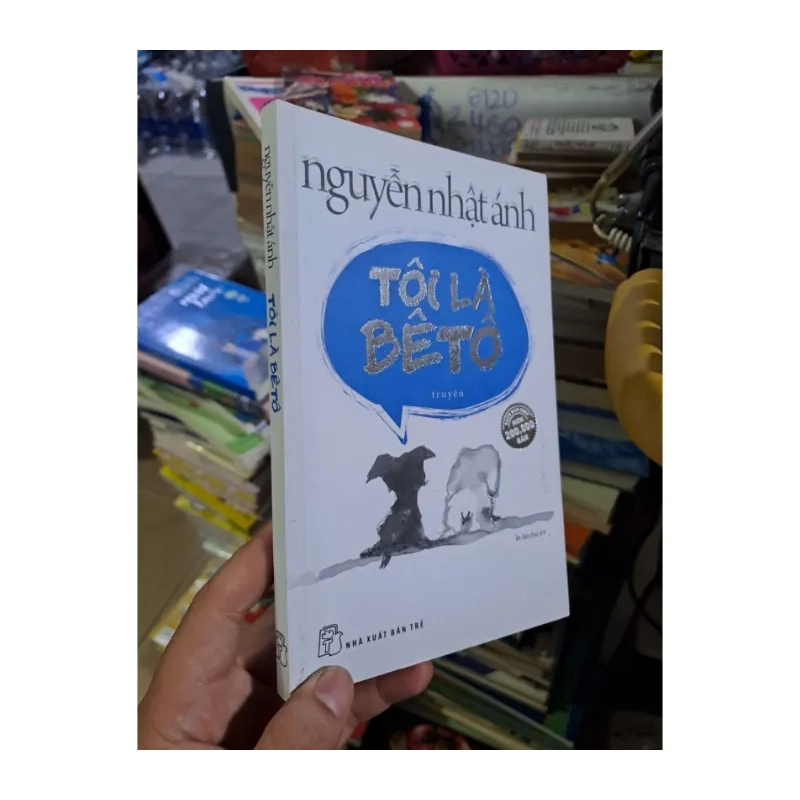 nguyễn nhật ánh
TÔI LÀ
BÊTÔ
truyện
200.000
BẢN
NHÀ XUẤT BẢN TRẺ
nguyễn nhật ánh
TÔI LÀ BÊTÔ